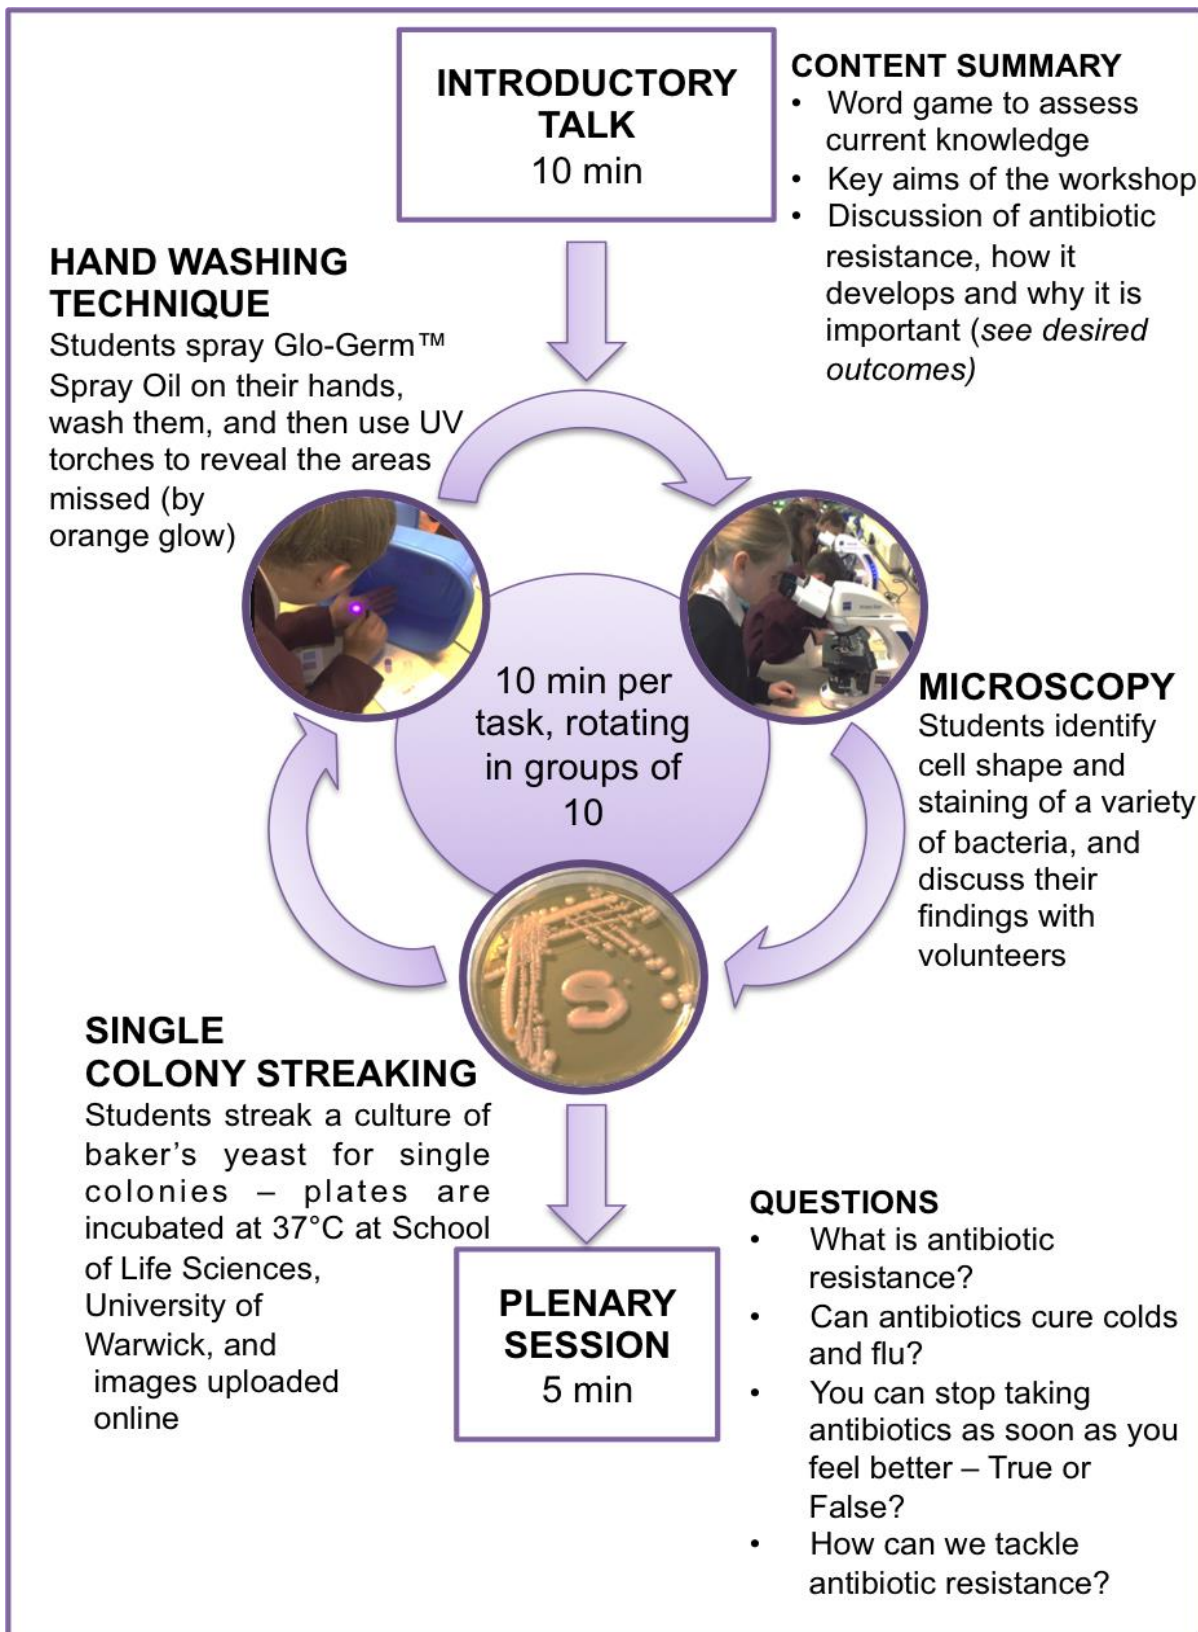 INTRODUCTORY
TALK
10 min
CONTENT SUMMARY
• Word game to assess
current knowledge
• Key aims of the workshop
• Discussion of antibiotic
resistance, how it
develops and why it is
important (see desired
outcomes)
HAND WASHING
TECHNIQUE
Students spray Glo-Germ™
Spray Oil on their hands,
wash them, and then use UV
torches to reveal the areas
missed (by
orange glow)
10 min per
task, rotating
in groups of
10
MICROSCOPY
Students identify
cell shape and
staining of a variety
of bacteria, and
discuss their
findings with
volunteers
S
SINGLE
COLONY STREAKING
Students streak a culture of
baker’s yeast for single
colonies – plates are
incubated at 37°C at School
of Life Sciences,
University of
Warwick, and
images uploaded
online
PLENARY
SESSION
5 min
QUESTIONS
• What is antibiotic
resistance?
• Can antibiotics cure colds
and flu?
• You can stop taking
antibiotics as soon as you
feel better – True or
False?
• How can we tackle
antibiotic resistance?